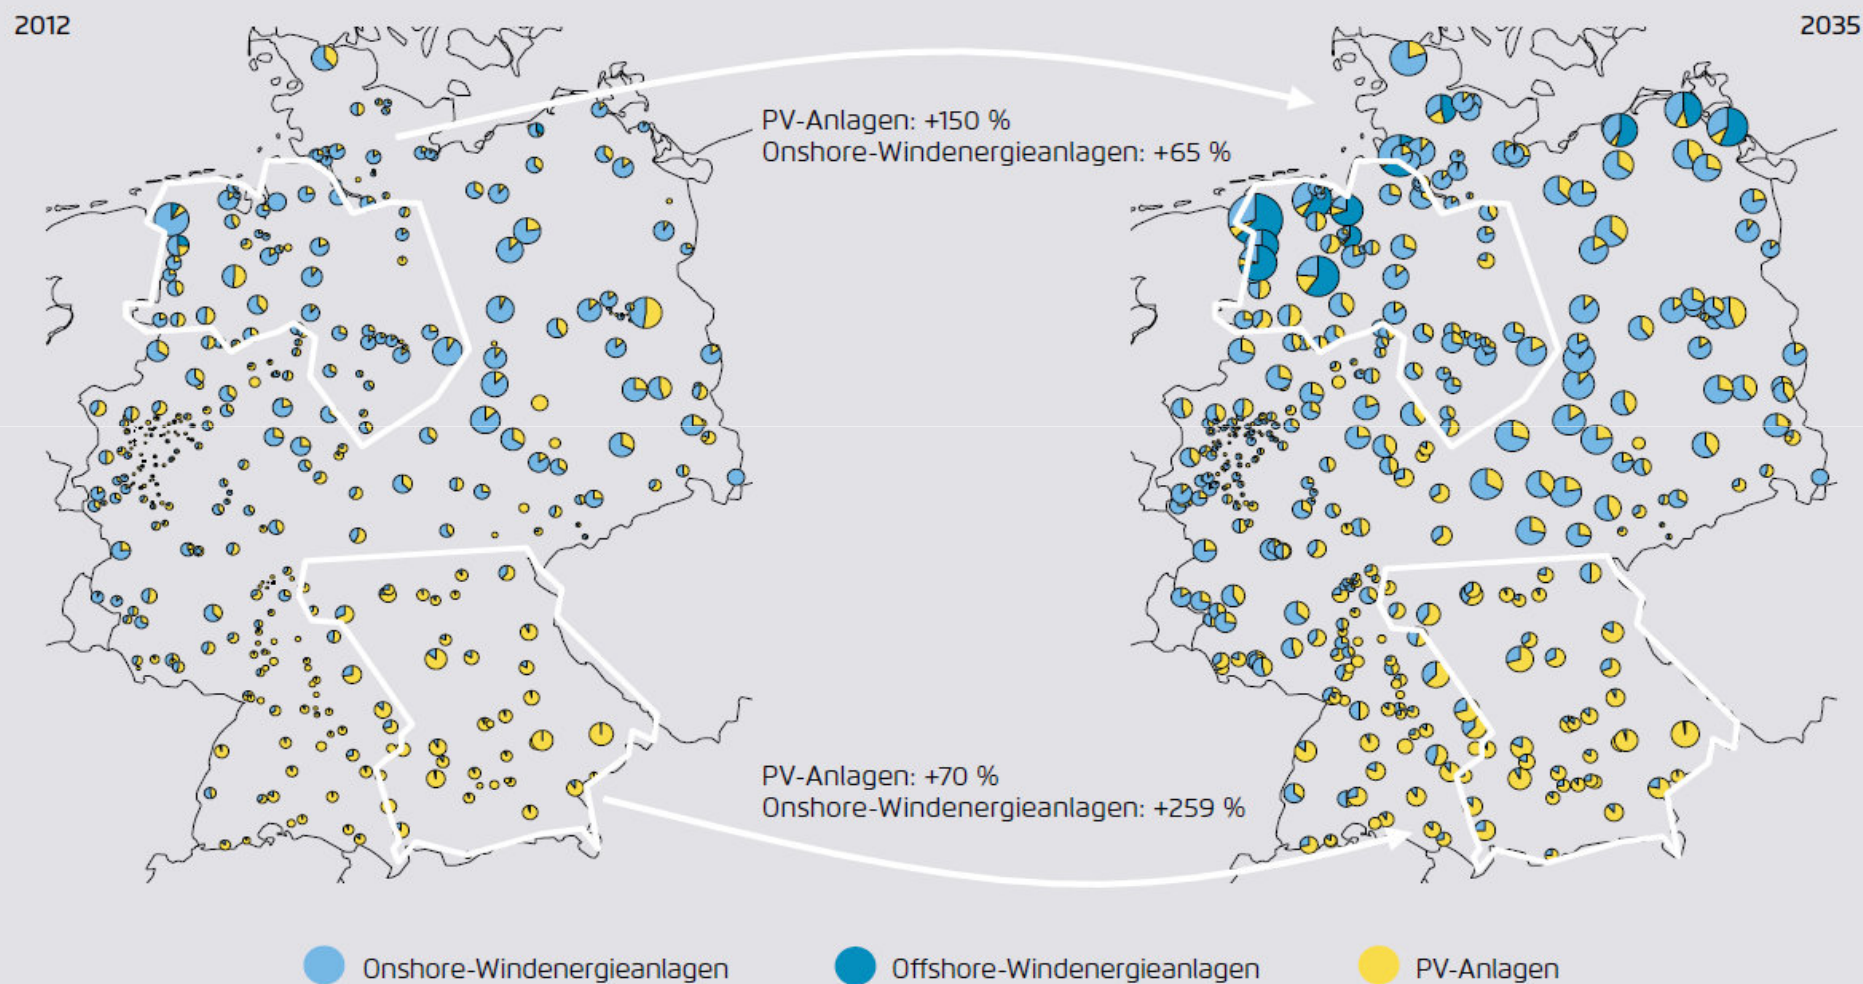 2012
2035
PV-Anlagen: +150 %
Onshore-Windenergieanlagen: +65 %
PV-Anlagen: +70 %
Onshore-Windenergieanlagen: +259 %
Onshore-Windenergieanlagen
Offshore-Windenergieanlagen
PV-Anlagen